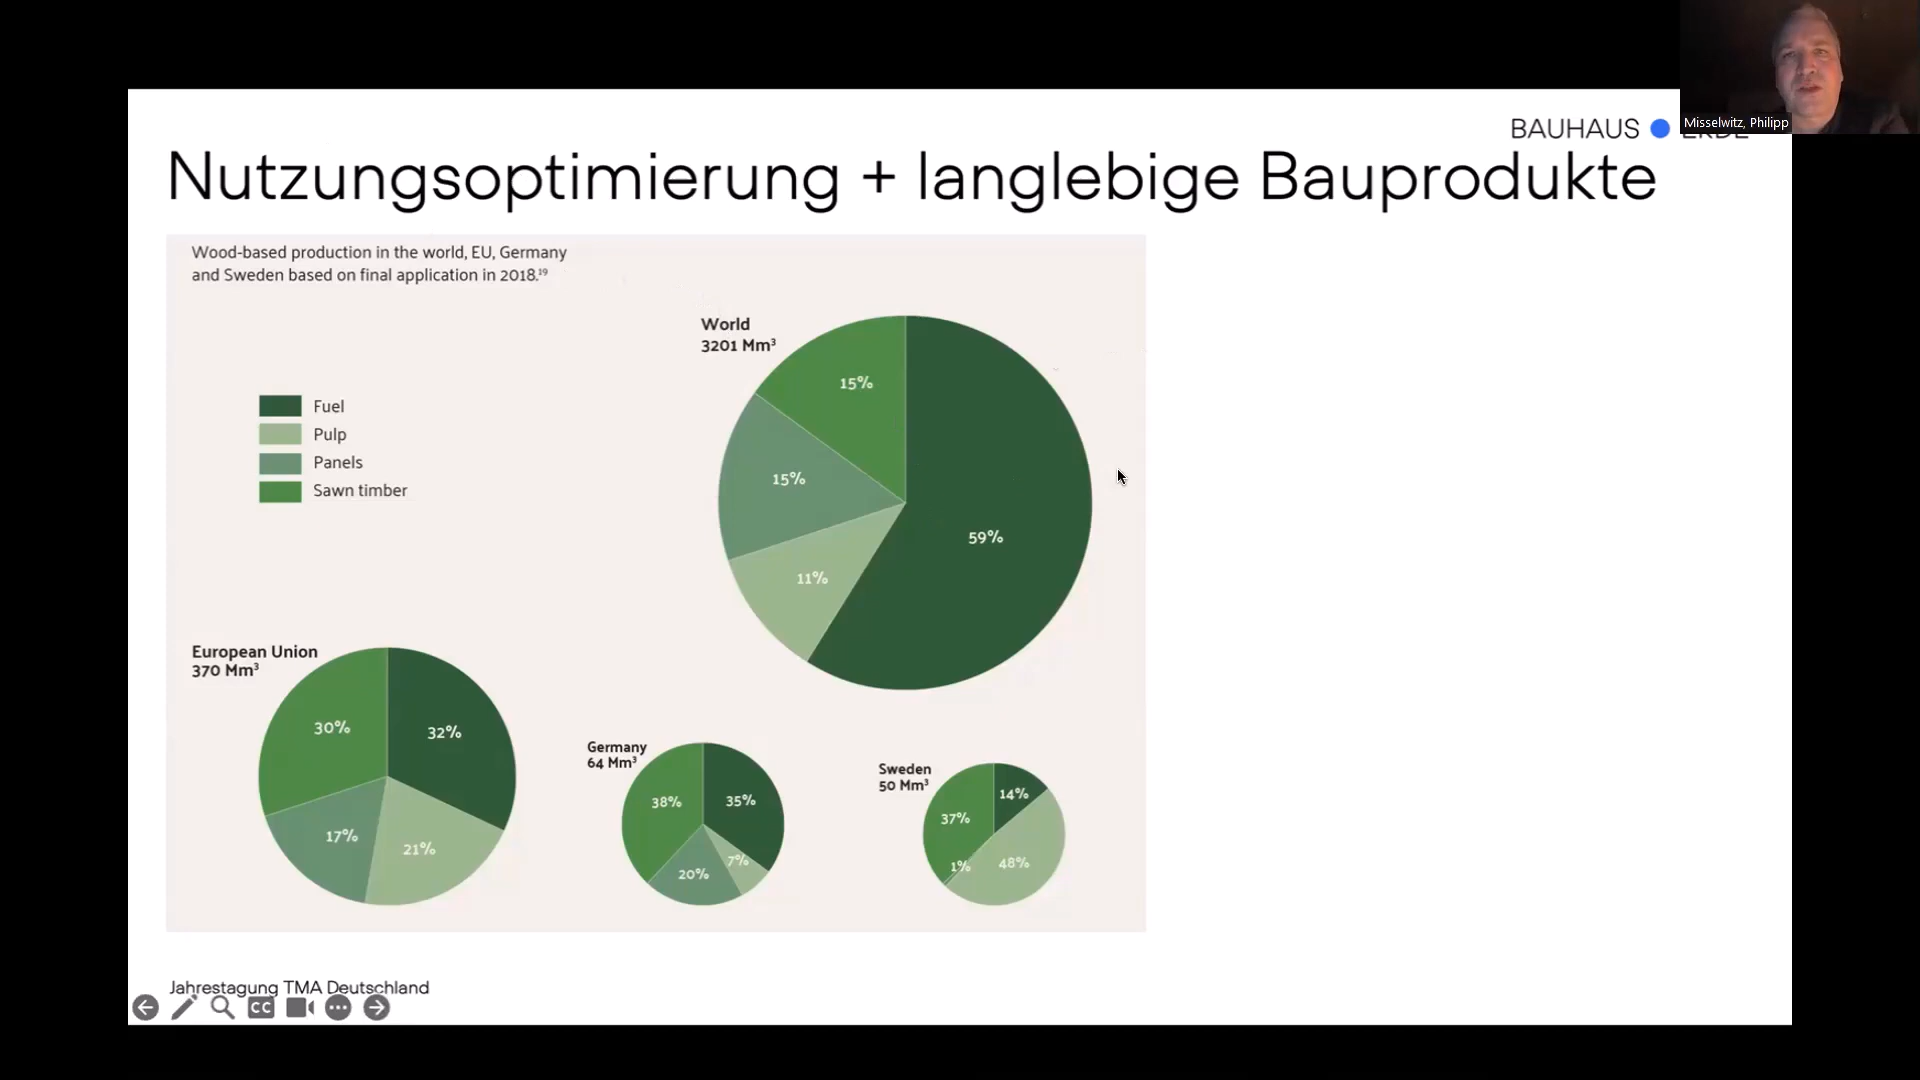 Misselwitz, Philipp
BAUHAUS ERDE
Nutzungsoptimierung + langlebige Bauprodukte
Wood-based production in the world, EU, Germany
and Sweden based on final application in 2018.¹⁹
World
3201 Mm³
15%
15%
59%
11%
Fuel
Pulp
Panels
Sawn timber
European Union
370 Mm³
30%
32%
17%
21%
Germany
64 Mm³
38%
35%
7%
20%
Sweden
50 Mm³
14%
37%
1%
48%
Jahrestagung TMA Deutschland
CC